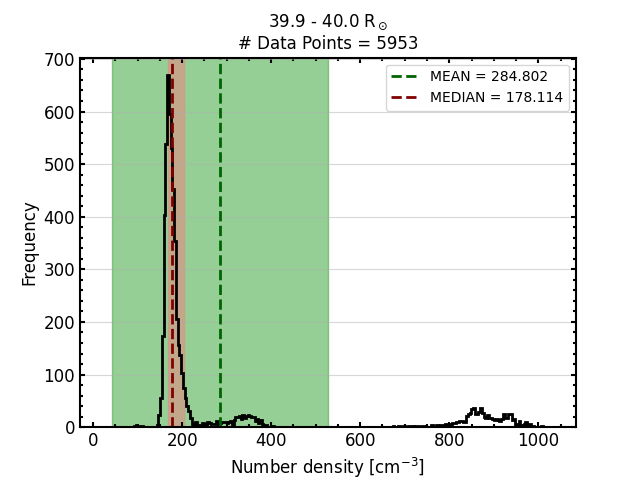 39.9 - 40.0 R⊙
# Data Points = 5953
MEAN = 284.802
MEDIAN = 178.114
Frequency
700
600
500
400
300
200
100
0
0 200 400 600 800 1000
Number density [cm⁻³]